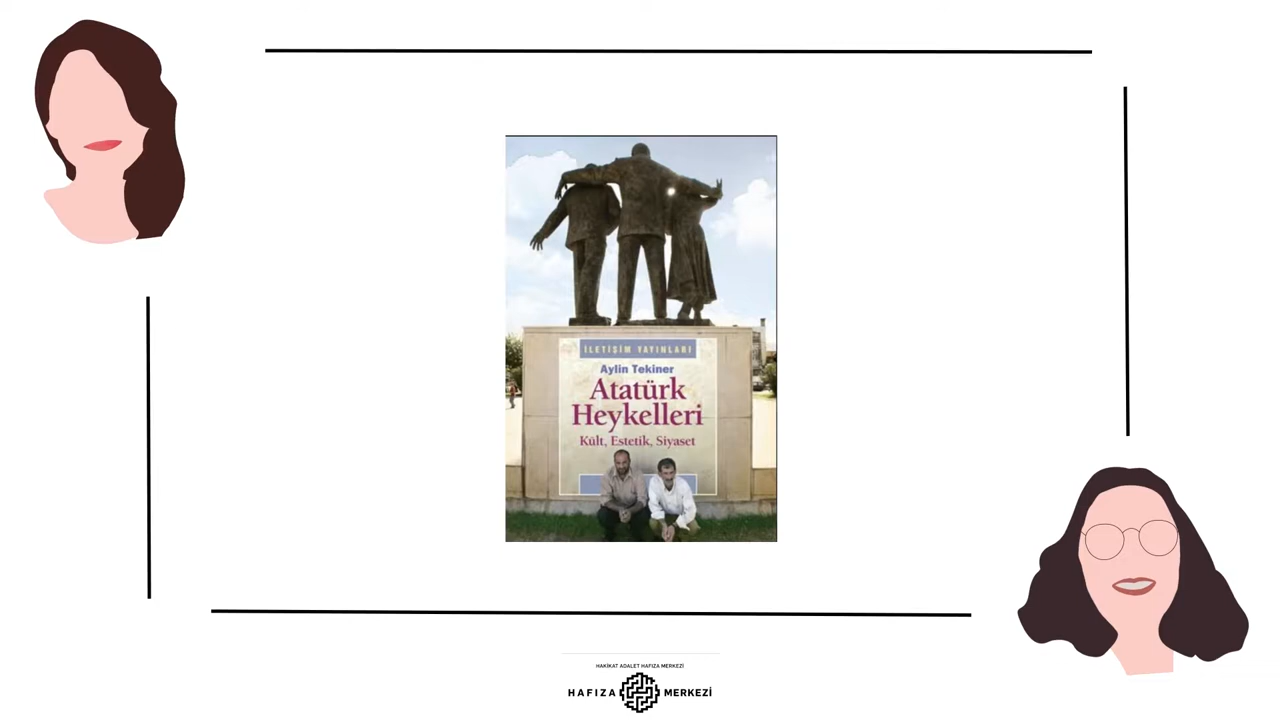 İLETİŞİM YAYINLARI
Aylin Tekiner
Atatürk
Heykelleri
Kült, Estetik, Siyaset
HAKİKAT ADALET HAFIZA MERKEZİ
HAFIZA MERKEZİ